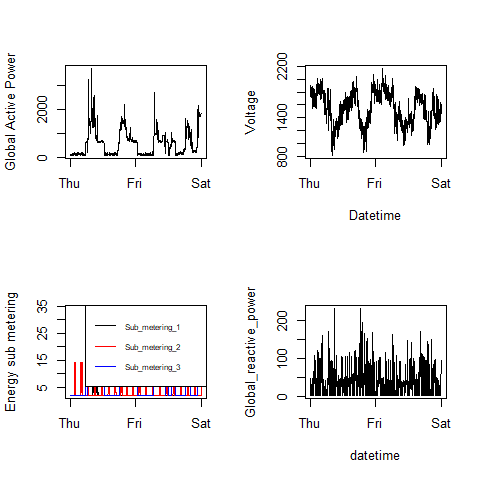 Global Active Power
2000
0
Thu Fri Sat
Voltage
2200
1400
800
Thu Fri Sat
Datetime
Energy sub metering
35
25
15
5
Sub_metering_1
Sub_metering_2
Sub_metering_3
Thu Fri Sat
Global_reactive_power
200
100
0
Thu Fri Sat
datetime